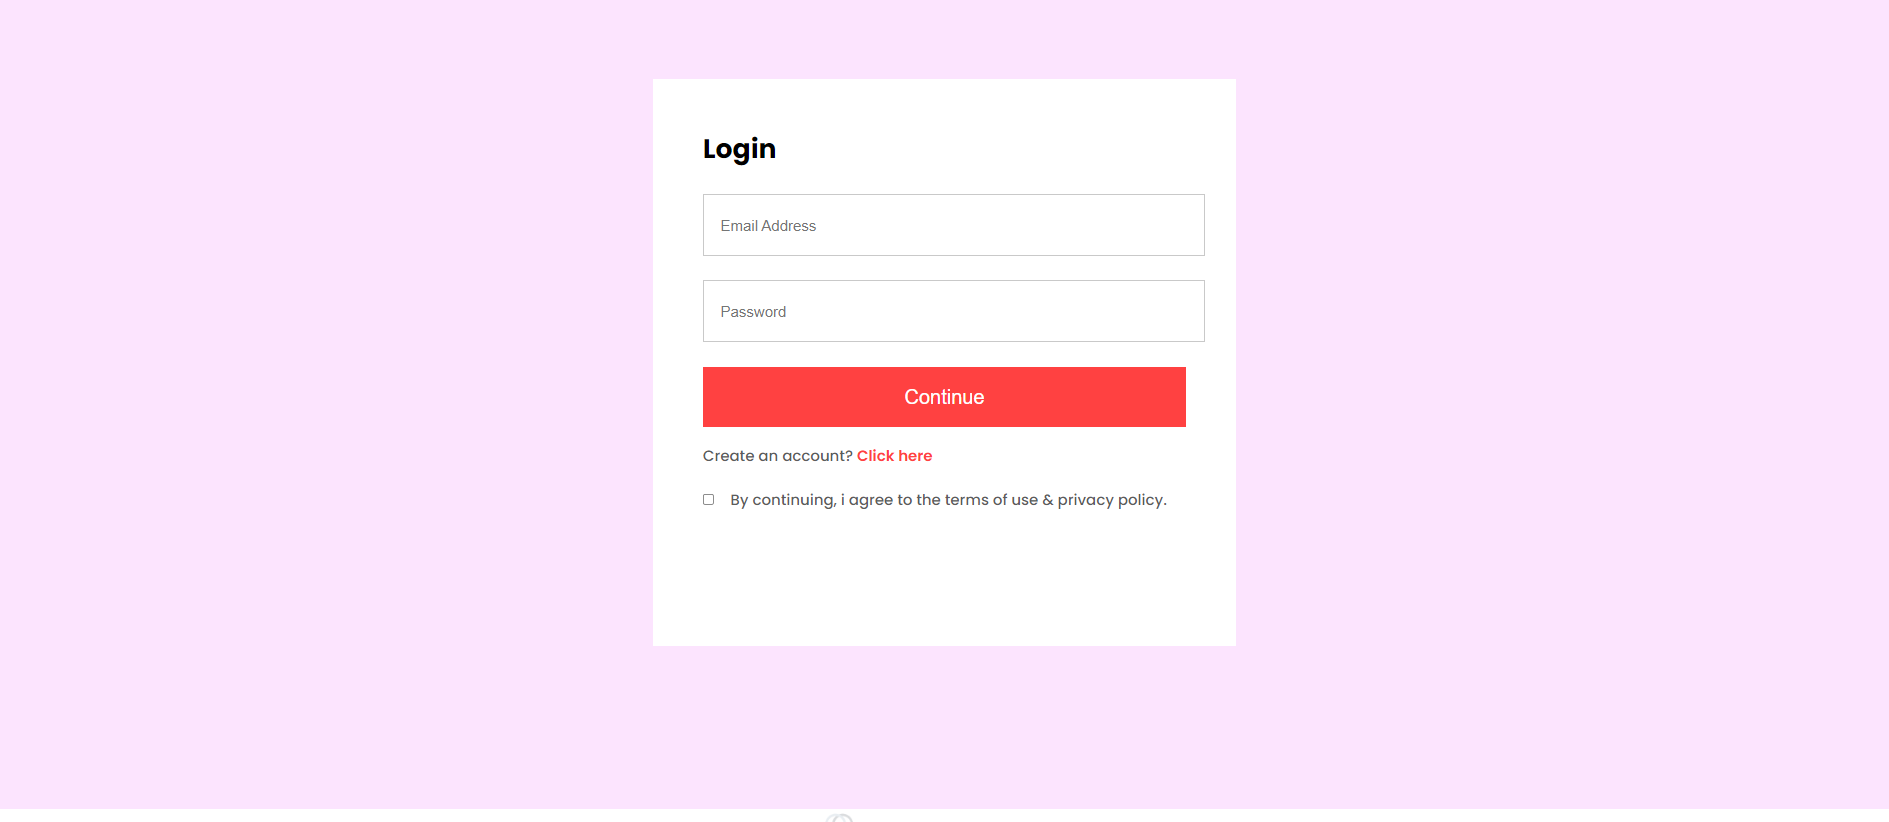 Login
Email Address
Password
Continue
Create an account? Click here
By continuing, i agree to the terms of use & privacy policy.